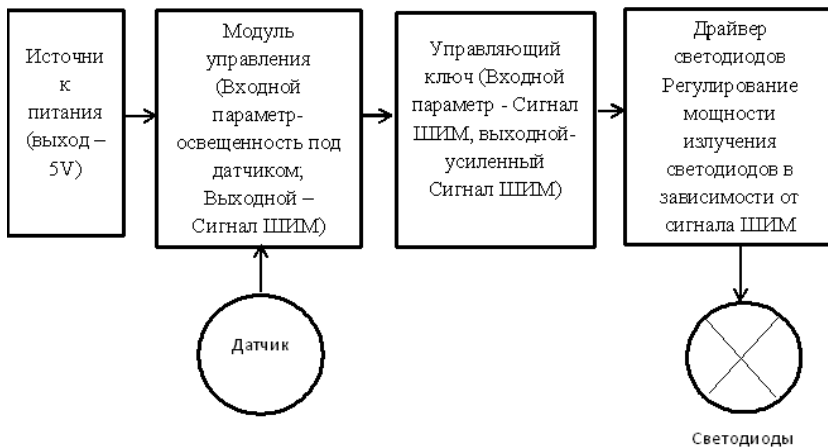 Источни
к
питания
(выход –
5V)
Модуль
управления
(Входной
параметр-
освещенность под
датчиком;
Выходной –
Сигнал ШИМ)
Управляющий
ключ (Входной
параметр - Сигнал
ШИМ, выходной-
усиленный
Сигнал ШИМ)
Драйвер
светодиодов
Регулирование
мощности
излучения
светодиодов в
зависимости от
сигнала ШИМ
Датчик
Светодиоды